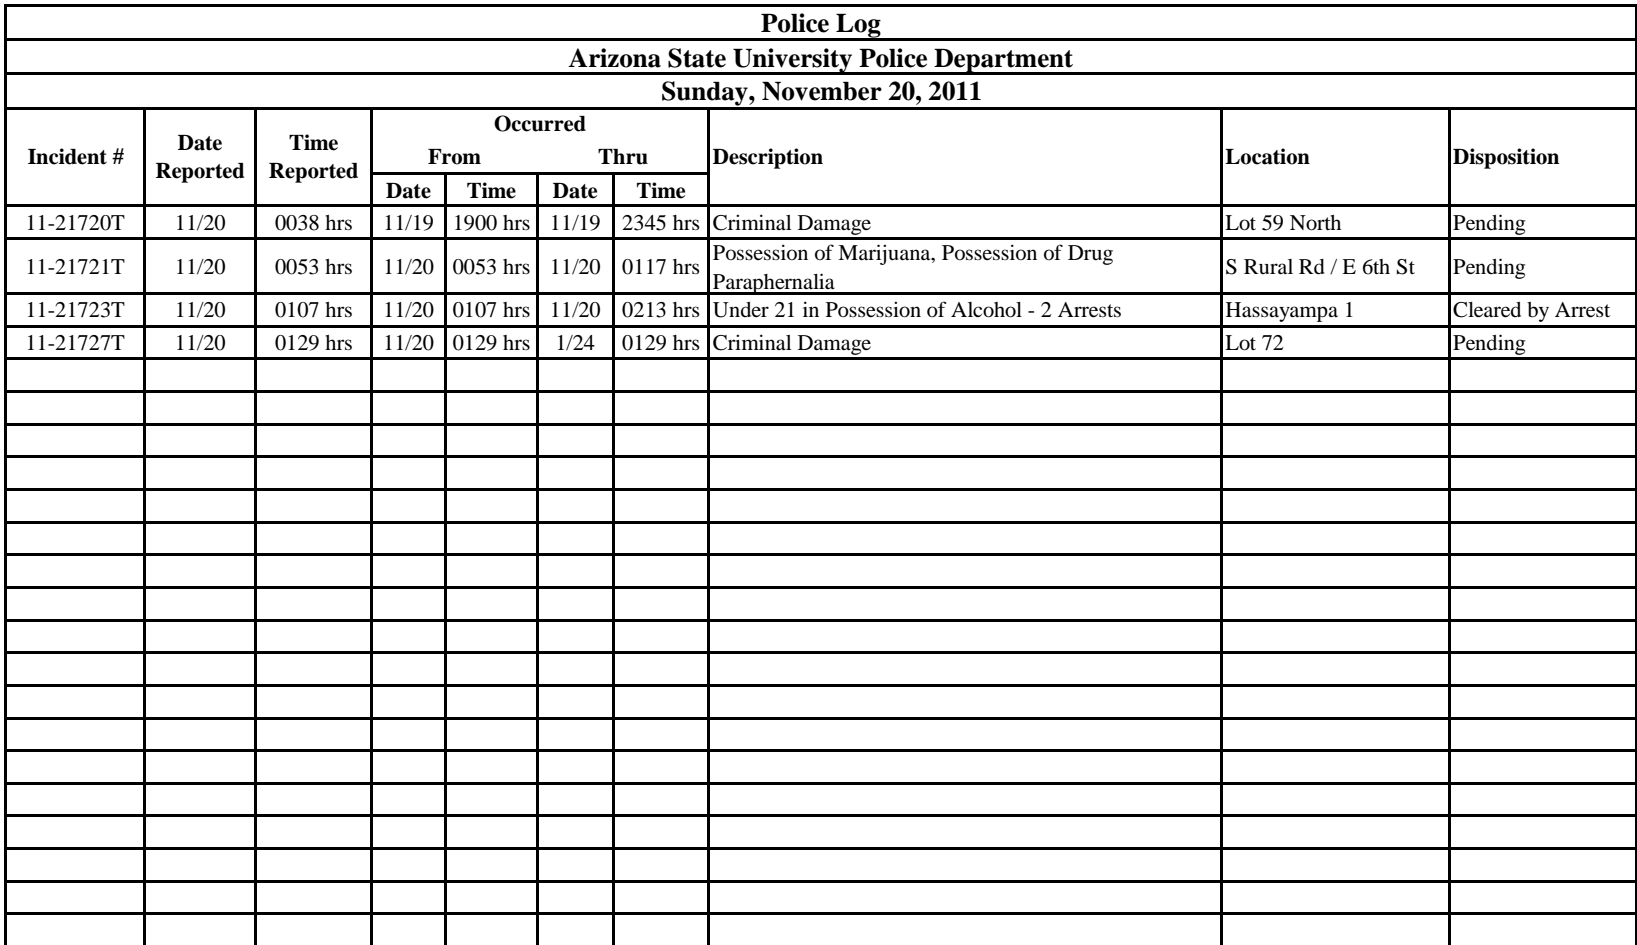 Police Log
Arizona State University Police Department
Sunday, November 20, 2011
Incident # Date Reported Time Reported Occurred Description Location Disposition
From Thru
Date Time Date Time
11-21720T 11/20 0038 hrs 11/19 1900 hrs 11/19 2345 hrs Criminal Damage Lot 59 North Pending
11-21721T 11/20 0053 hrs 11/20 0053 hrs 11/20 0117 hrs Possession of Marijuana, Possession of Drug Paraphernalia S Rural Rd / E 6th St Pending
11-21723T 11/20 0107 hrs 11/20 0107 hrs 11/20 0213 hrs Under 21 in Possession of Alcohol - 2 Arrests Hassayampa 1 Cleared by Arrest
11-21727T 11/20 0129 hrs 11/20 0129 hrs 1/24 0129 hrs Criminal Damage Lot 72 Pending